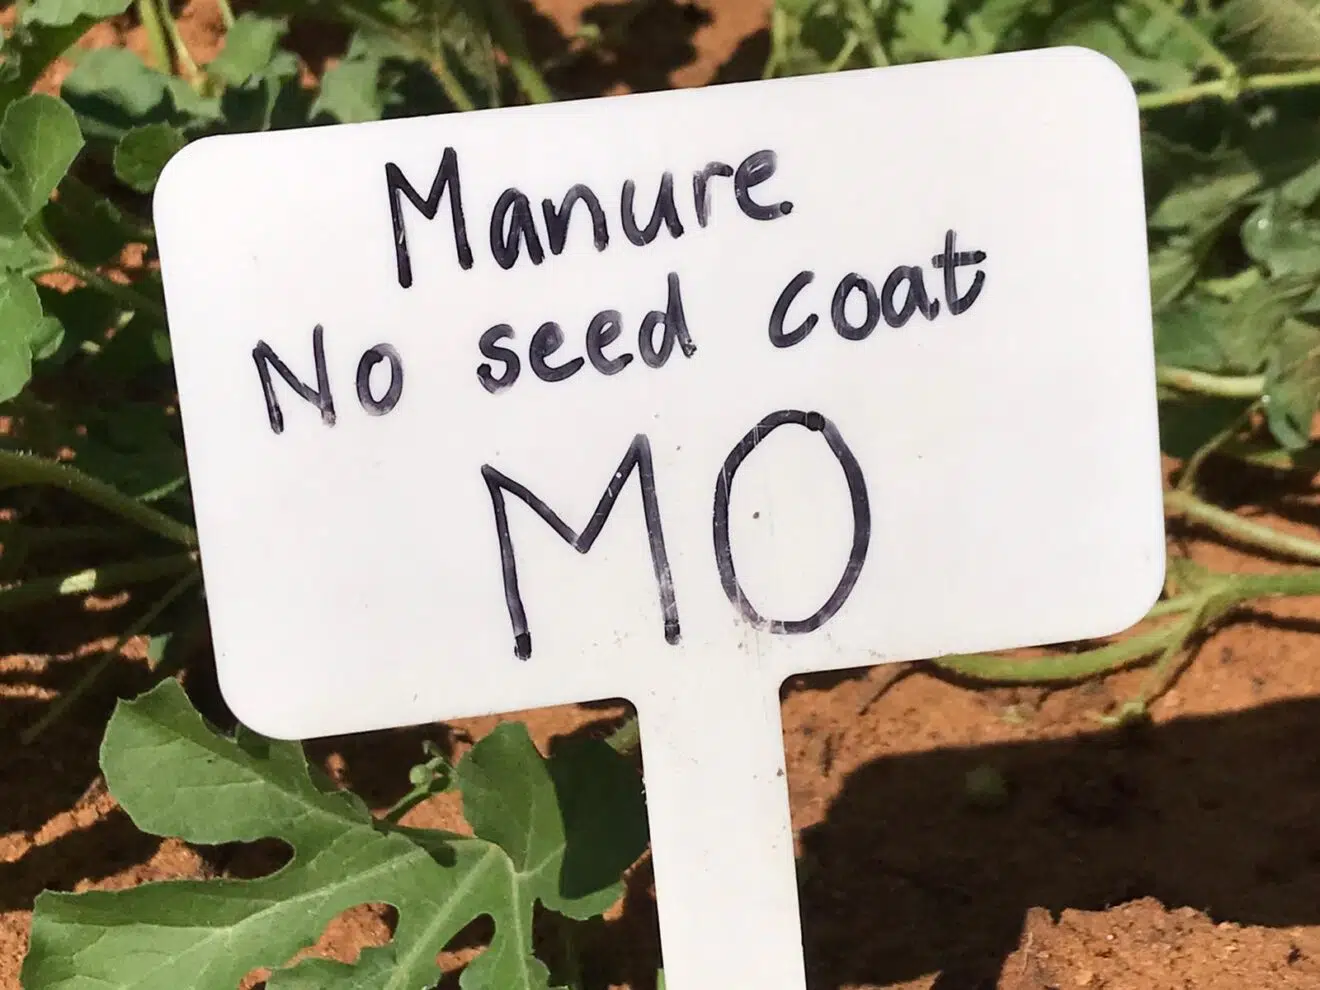 Manure
No seed coat
MO